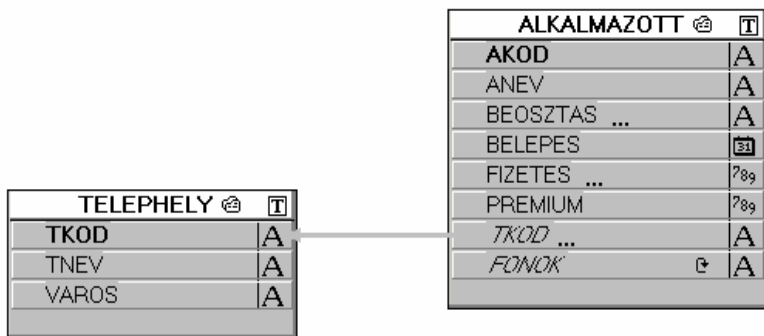 ALKALMAZOTT T
AKOD A
ANEV A
BEOSZTAS ... A
BELEPES 31
FIZETES ... 789
PREMIUM 789
TKOD ... A
FONOK A
TELEPHELY T
TKOD A
TNEV A
VAROS A